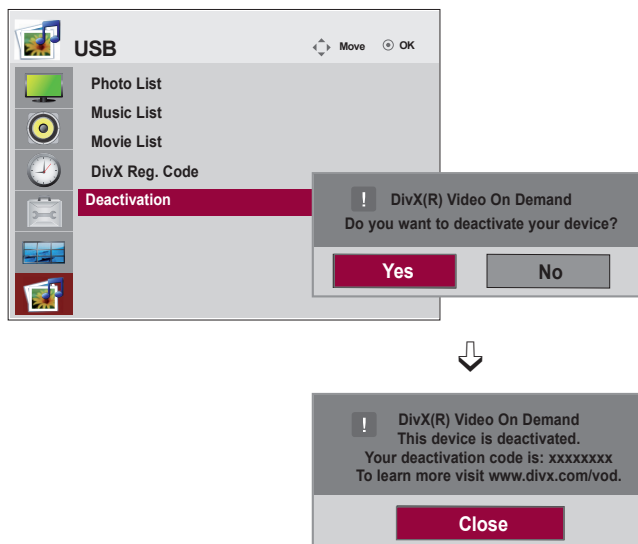 USB
Move
OK
Photo List
Music List
Movie List
DivX Reg. Code
Deactivation
! DivX(R) Video On Demand
Do you want to deactivate your device?
Yes
No
! DivX(R) Video On Demand
This device is deactivated.
Your deactivation code is: xxxxxxxx
To learn more visit www.divx.com/vod.
Close